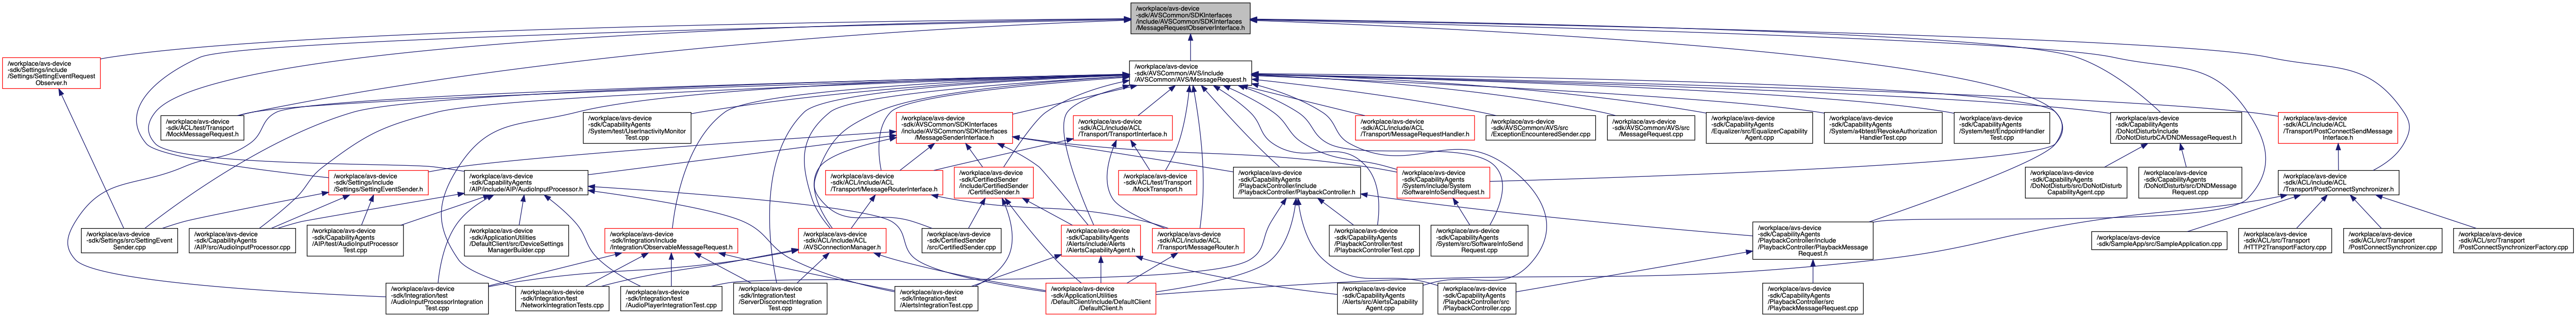 /workplace/avs-device
-sdk/AVSCommon/SDKInterfaces
/include/AVSCommon/SDKInterfaces
/MessageRequestObserverInterface.h
/workplace/avs-device
-sdk/Settings/include
/Settings/SettingEventRequest
Observer.h
/workplace/avs-device
-sdk/AVSCommon/AVS/include
/AVSCommon/AVS/MessageRequest.h
/workplace/avs-device
-sdk/ACL/test/Transport
/MockMessageRequest.h
/workplace/avs-device
-sdk/CapabilityAgents
/System/test/UserInactivityMonitor
Test.cpp
/workplace/avs-device
-sdk/AVSCommon/SDKInterfaces
/include/AVSCommon/SDKInterfaces
/MessageSenderInterface.h
/workplace/avs-device
-sdk/ACL/include/ACL
/Transport/TransportInterface.h
/workplace/avs-device
-sdk/ACL/include/ACL
/Transport/MessageRequestHandler.h
/workplace/avs-device
-sdk/AVSCommon/AVS/src
/ExceptionEncounteredSender.cpp
/workplace/avs-device
-sdk/AVSCommon/AVS/src
/MessageRequest.cpp
/workplace/avs-device
-sdk/CapabilityAgents
/Equalizer/src/EqualizerCapability
Agent.cpp
/workplace/avs-device
-sdk/CapabilityAgents
/System/a4btest/RevokeAuthorization
HandlerTest.cpp
/workplace/avs-device
-sdk/CapabilityAgents
/System/test/EndpointHandler
Test.cpp
/workplace/avs-device
-sdk/CapabilityAgents
/DoNotDisturb/include
/DoNotDisturbCA/DNDMessageRequest.h
/workplace/avs-device
-sdk/ACL/include/ACL
/Transport/PostConnectSendMessage
Interface.h
/workplace/avs-device
-sdk/Settings/include
/Settings/SettingEventSender.h
/workplace/avs-device
-sdk/CapabilityAgents
/AIP/include/AIP/AudioInputProcessor.h
/workplace/avs-device
-sdk/ACL/include/ACL
/Transport/MessageRouterInterface.h
/workplace/avs-device
-sdk/CertifiedSender
/include/CertifiedSender
/CertifiedSender.h
/workplace/avs-device
-sdk/ACL/test/Transport
/MockTransport.h
/workplace/avs-device
-sdk/CapabilityAgents
/PlaybackController/include
/PlaybackController/PlaybackController.h
/workplace/avs-device
-sdk/CapabilityAgents
/System/include/System
/SoftwareInfoSendRequest.h
/workplace/avs-device
-sdk/CapabilityAgents
/DoNotDisturb/src/DoNotDisturb
CapabilityAgent.cpp
/workplace/avs-device
-sdk/CapabilityAgents
/DoNotDisturb/src/DNDMessage
Request.cpp
/workplace/avs-device
-sdk/ACL/include/ACL
/Transport/PostConnectSynchronizer.h
/workplace/avs-device
-sdk/Settings/src/SettingEvent
Sender.cpp
/workplace/avs-device
-sdk/CapabilityAgents
/AIP/src/AudioInputProcessor.cpp
/workplace/avs-device
-sdk/CapabilityAgents
/AIP/test/AudioInputProcessor
Test.cpp
/workplace/avs-device
-sdk/ApplicationUtilities
/DefaultClient/src/DeviceSettings
ManagerBuilder.cpp
/workplace/avs-device
-sdk/Integration/include
/Integration/ObservableMessageRequest.h
/workplace/avs-device
-sdk/ACL/include/ACL
/AVSConnectionManager.h
/workplace/avs-device
-sdk/CertifiedSender
/src/CertifiedSender.cpp
/workplace/avs-device
-sdk/CapabilityAgents
/Alerts/include/Alerts
/AlertsCapabilityAgent.h
/workplace/avs-device
-sdk/ACL/include/ACL
/Transport/MessageRouter.h
/workplace/avs-device
-sdk/CapabilityAgents
/PlaybackController/test
/PlaybackControllerTest.cpp
/workplace/avs-device
-sdk/CapabilityAgents
/System/src/SoftwareInfoSend
Request.cpp
/workplace/avs-device
-sdk/CapabilityAgents
/PlaybackController/include
/PlaybackController/PlaybackMessage
Request.h
/workplace/avs-device
-sdk/SampleApp/src/SampleApplication.cpp
/workplace/avs-device
-sdk/ACL/src/Transport
/HTTP2TransportFactory.cpp
/workplace/avs-device
-sdk/ACL/src/Transport
/PostConnectSynchronizer.cpp
/workplace/avs-device
-sdk/ACL/src/Transport
/PostConnectSynchronizerFactory.cpp
/workplace/avs-device
-sdk/Integration/test
/AudioInputProcessorIntegration
Test.cpp
/workplace/avs-device
-sdk/Integration/test
/NetworkIntegrationTests.cpp
/workplace/avs-device
-sdk/Integration/test
/AudioPlayerIntegrationTest.cpp
/workplace/avs-device
-sdk/Integration/test
/ServerDisconnectIntegration
Test.cpp
/workplace/avs-device
-sdk/Integration/test
/AlertsIntegrationTest.cpp
/workplace/avs-device
-sdk/ApplicationUtilities
/DefaultClient/include/DefaultClient
/DefaultClient.h
/workplace/avs-device
-sdk/CapabilityAgents
/Alerts/src/AlertsCapability
Agent.cpp
/workplace/avs-device
-sdk/CapabilityAgents
/PlaybackController/src
/PlaybackController.cpp
/workplace/avs-device
-sdk/CapabilityAgents
/PlaybackController/src
/PlaybackMessageRequest.cpp